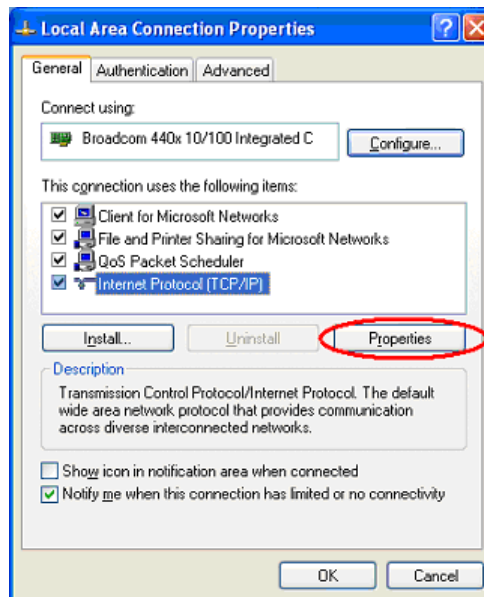 Local Area Connection Properties
General Authentication Advanced
Connect using:
Broadcom 440x 10/100 Integrated C
Configure...
This connection uses the following items:
Client for Microsoft Networks
File and Printer Sharing for Microsoft Networks
QoS Packet Scheduler
Internet Protocol (TCP/IP)
Install... Uninstall Properties
Description
Transmission Control Protocol/Internet Protocol. The default
wide area network protocol that provides communication
across diverse interconnected networks.
Show icon in notification area when connected
Notify me when this connection has limited or no connectivity
OK Cancel